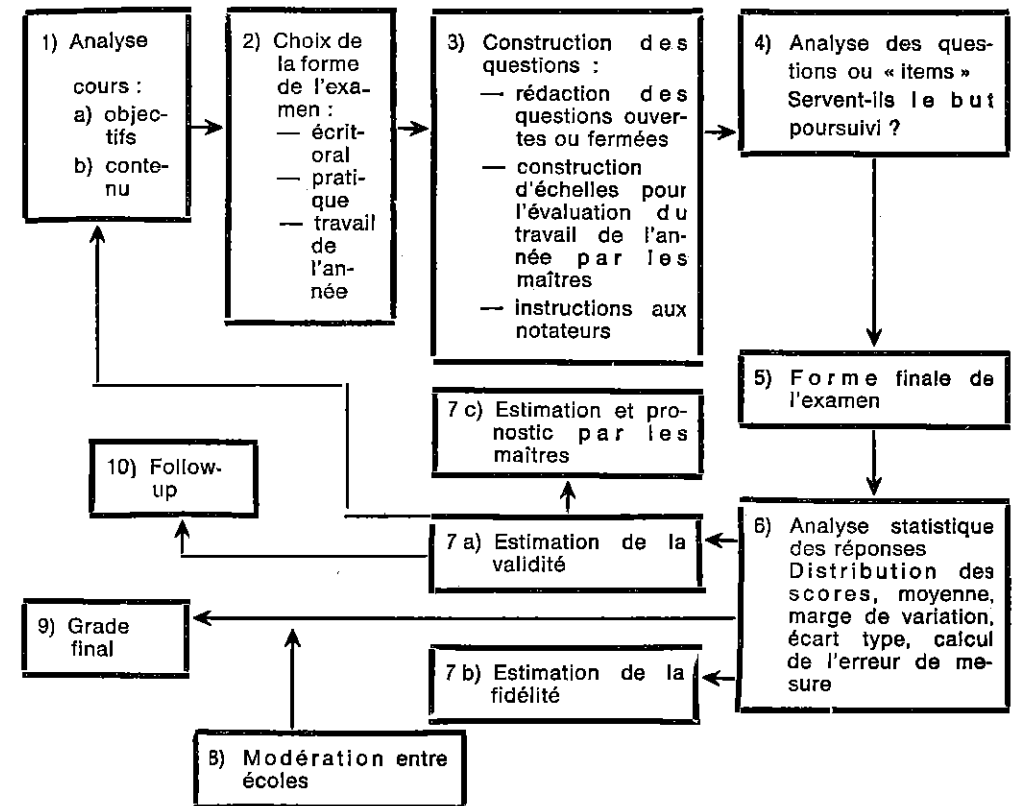 1) Analyse
cours :
a) objec-
tifs
b) conte-
nu
2) Choix de
la forme
de l'exa-
men :
— écrit-
oral
— prati-
que
— travail
de
l'an-
née
3) Construction des
questions :
— rédaction des
questions ouver-
tes ou fermées
— construction
d'échelles pour
l'évaluation du
travail de l'an-
née par les
maîtres
— instructions aux
notateurs
4) Analyse des ques-
tions ou « items »
Servent-ils le but
poursuivi ?
5) Forme finale de
l'examen
6) Analyse statistique
des réponses
Distribution des
scores, moyenne,
marge de variation,
écart type, calcul
de l'erreur de me-
sure
7 c) Estimation et pro-
nostic par les
maîtres
7 a) Estimation de la
validité
7 b) Estimation de la
fidélité
8) Modération entre
écoles
9) Grade
final
10) Follow-
up